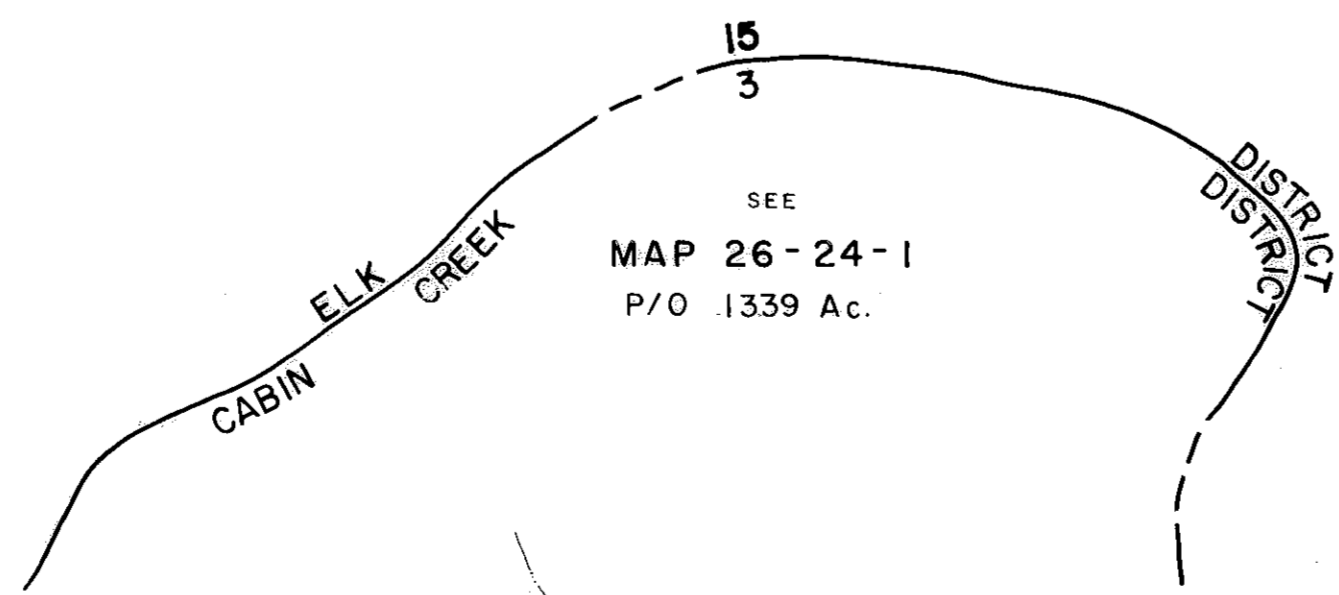 15
3
ELK DISTRICT
CABIN CREEK DISTRICT
SEE
MAP 26-24-1
P/O 1339 Ac.